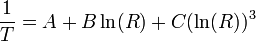 1/T = A + B ln(R) + C(ln(R))³